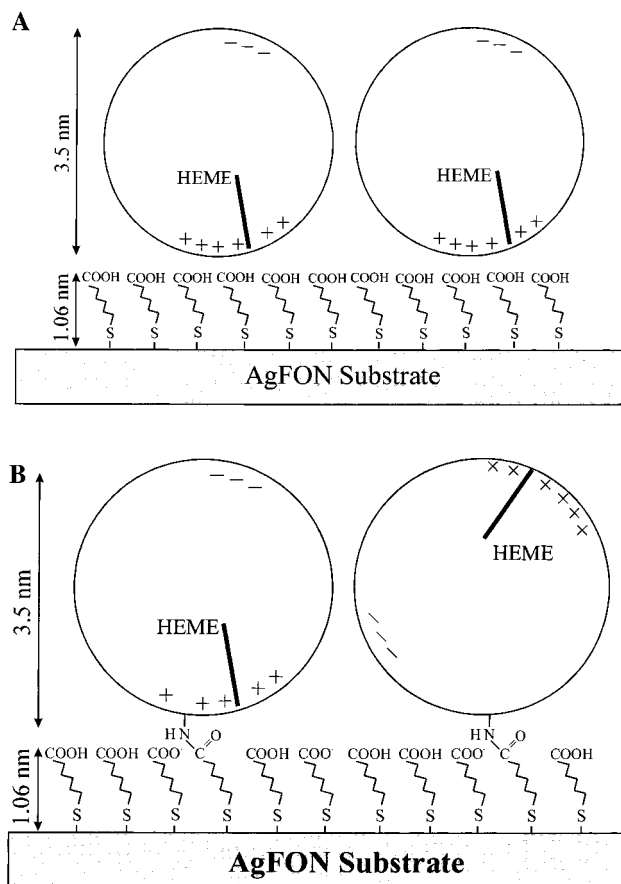 A
− − − − − −
3.5 nm
HEME HEME
+ + + + + + + + + + + +
COOH COOH COOH COOH COOH COOH COOH COOH COOH COOH COOH
1.06 nm
S S S S S S S S S S S
AgFON Substrate
B
− − − + + + + + +
3.5 nm
HEME
HEME
− − −
+ + + + +
HN O HN O
COOH COOH COO- C COOH COO- COOH COOH COO- C COOH
1.06 nm
S S S S S S S S S S S
AgFON Substrate